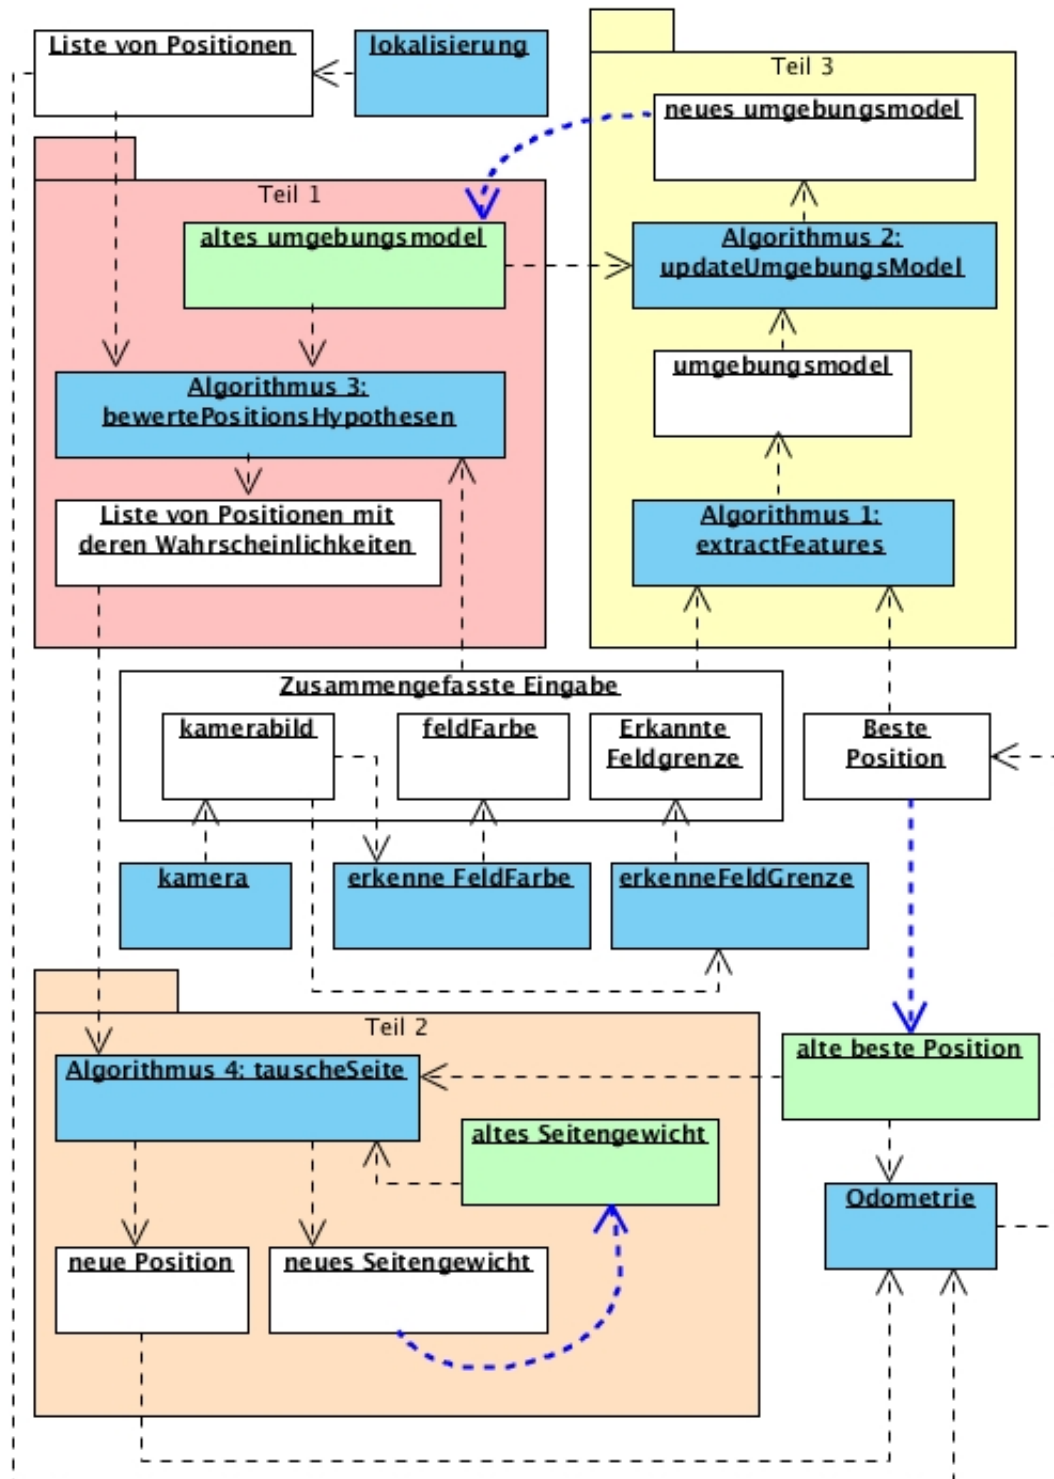 Liste von Positionen
lokalisierung
Teil 3
neues umgebungsmodel
Teil 1
altes umgebungsmodel
Algorithmus 2:
updateUmgebungsModel
umgebungsmodel
Algorithmus 3:
bewertePositionsHypothesen
Liste von Positionen mit
deren Wahrscheinlichkeiten
Algorithmus 1:
extractFeatures
Zusammengefasste Eingabe
kamerabild
feldFarbe
Erkannte
Feldgrenze
Beste
Position
kamera
erkenne FeldFarbe
erkenneFeldGrenze
Teil 2
Algorithmus 4: tauscheSeite
alte beste Position
altes Seitengewicht
Odometrie
neue Position
neues Seitengewicht